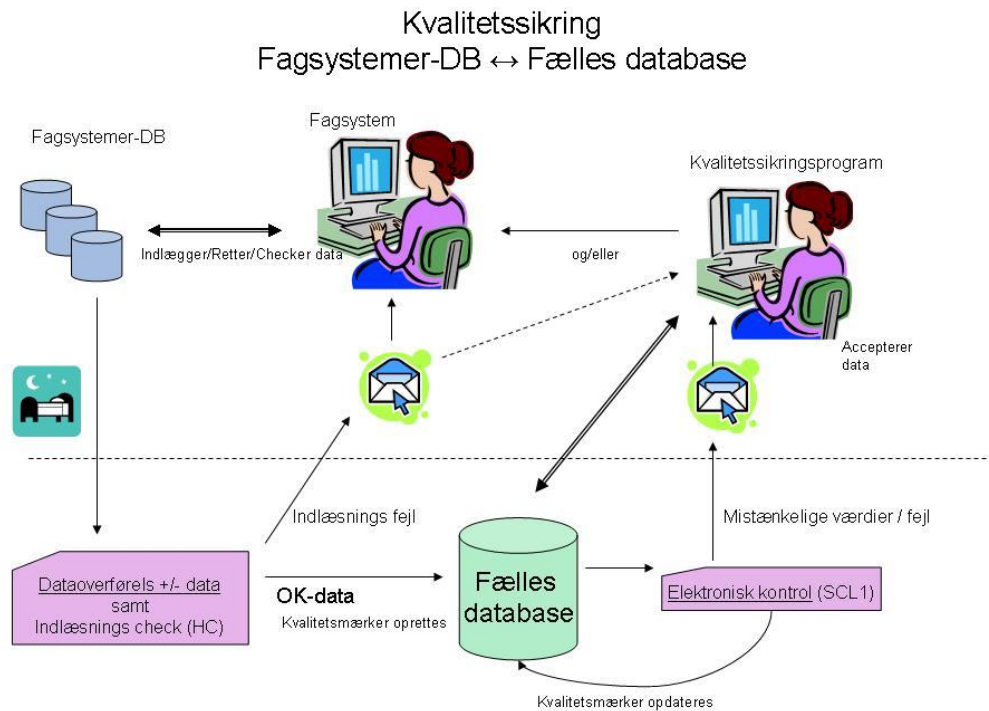 Kvalitetssikring
Fagsystemer-DB ↔ Fælles database
Fagsystem
Fagsystemer-DB
Kvalitetssikringsprogram
Indlægger/Retter/Checker data
og/eller
Accepterer
data
Indlæsnings fejl
Mistænkelige værdier / fejl
Dataoverførels +/- data
samt
Indlæsnings check (HC)
OK-data
Kvalitetsmærker oprettes
Fælles
database
Elektronisk kontrol (SCL1)
Kvalitetsmærker opdateres